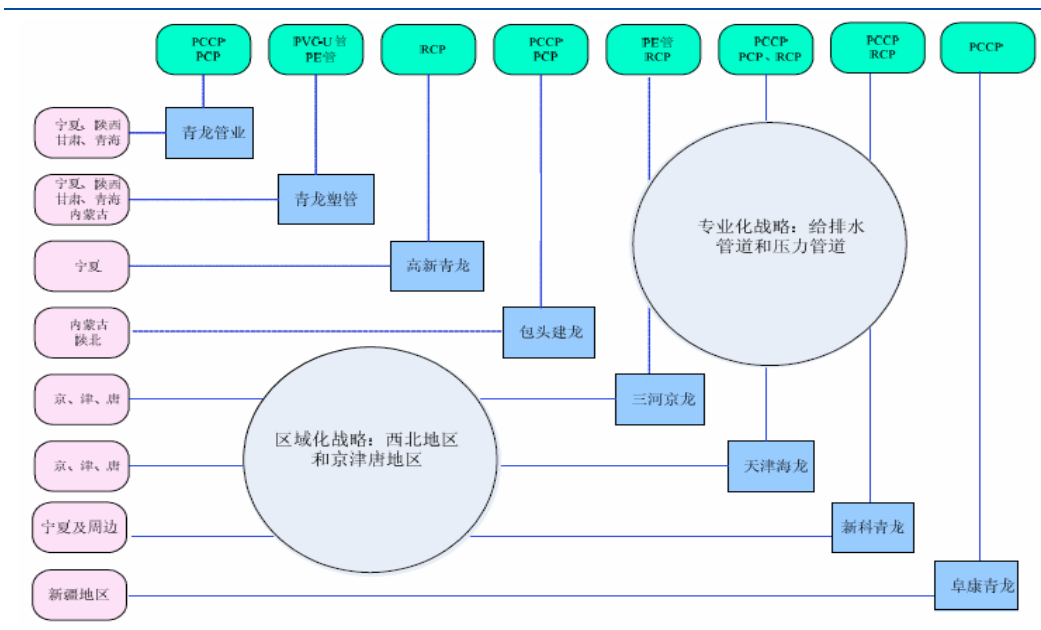 PCCP
PCP
PVC-U管
PE管
RCP
PCCP
PCP
PE管
RCP
PCCP
PCP、RCP
PCCP
RCP
PCCP
宁夏、陕西
甘肃、青海
青龙管业
宁夏、陕西
甘肃、青海
内蒙古
青龙塑管
专业化战略：给排水
管道和压力管道
宁夏
高新青龙
内蒙古
陕北
包头建龙
京、津、唐
三河京龙
区域化战略：西北地区
和京津唐地区
京、津、唐
天津海龙
宁夏及周边
新科青龙
新疆地区
阜康青龙